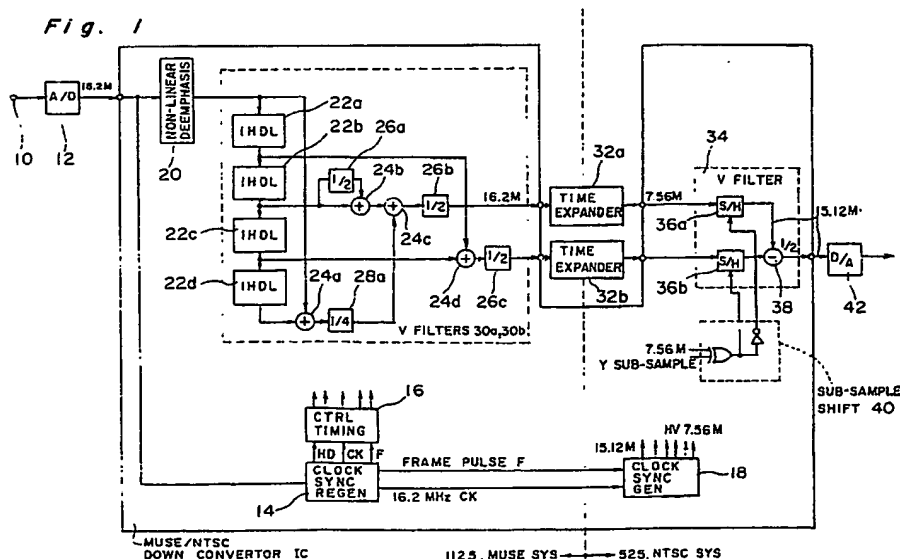 Fig. 1
A/D
16.2M
10
12
NON-LINEAR
DEEMPHASIS
20
1HDL
22a
1HDL
22b
1HDL
22c
1HDL
22d
1/2
26a
24b
24c
1/2
26b
16.2M
24a
1/4
28a
24d
1/2
26c
V FILTERS 30a, 30b
32a
TIME
EXPANDER
7.56M
TIME
EXPANDER
32b
34
V FILTER
S/H
36a
15.12M
S/H
36b
1/2
38
D/A
42
7.56M
Y SUB-SAMPLE
SUB-SAMPLE
SHIFT 40
16
CTRL
TIMING
HD CK F
CLOCK
SYNC
REGEN
14
FRAME PULSE F
16.2 MHz CK
15.12M
HV 7.56M
CLOCK
SYNC
GEN
18
MUSE/NTSC
DOWN CONVERTOR IC
1125. MUSE SYS
525. NTSC SYS